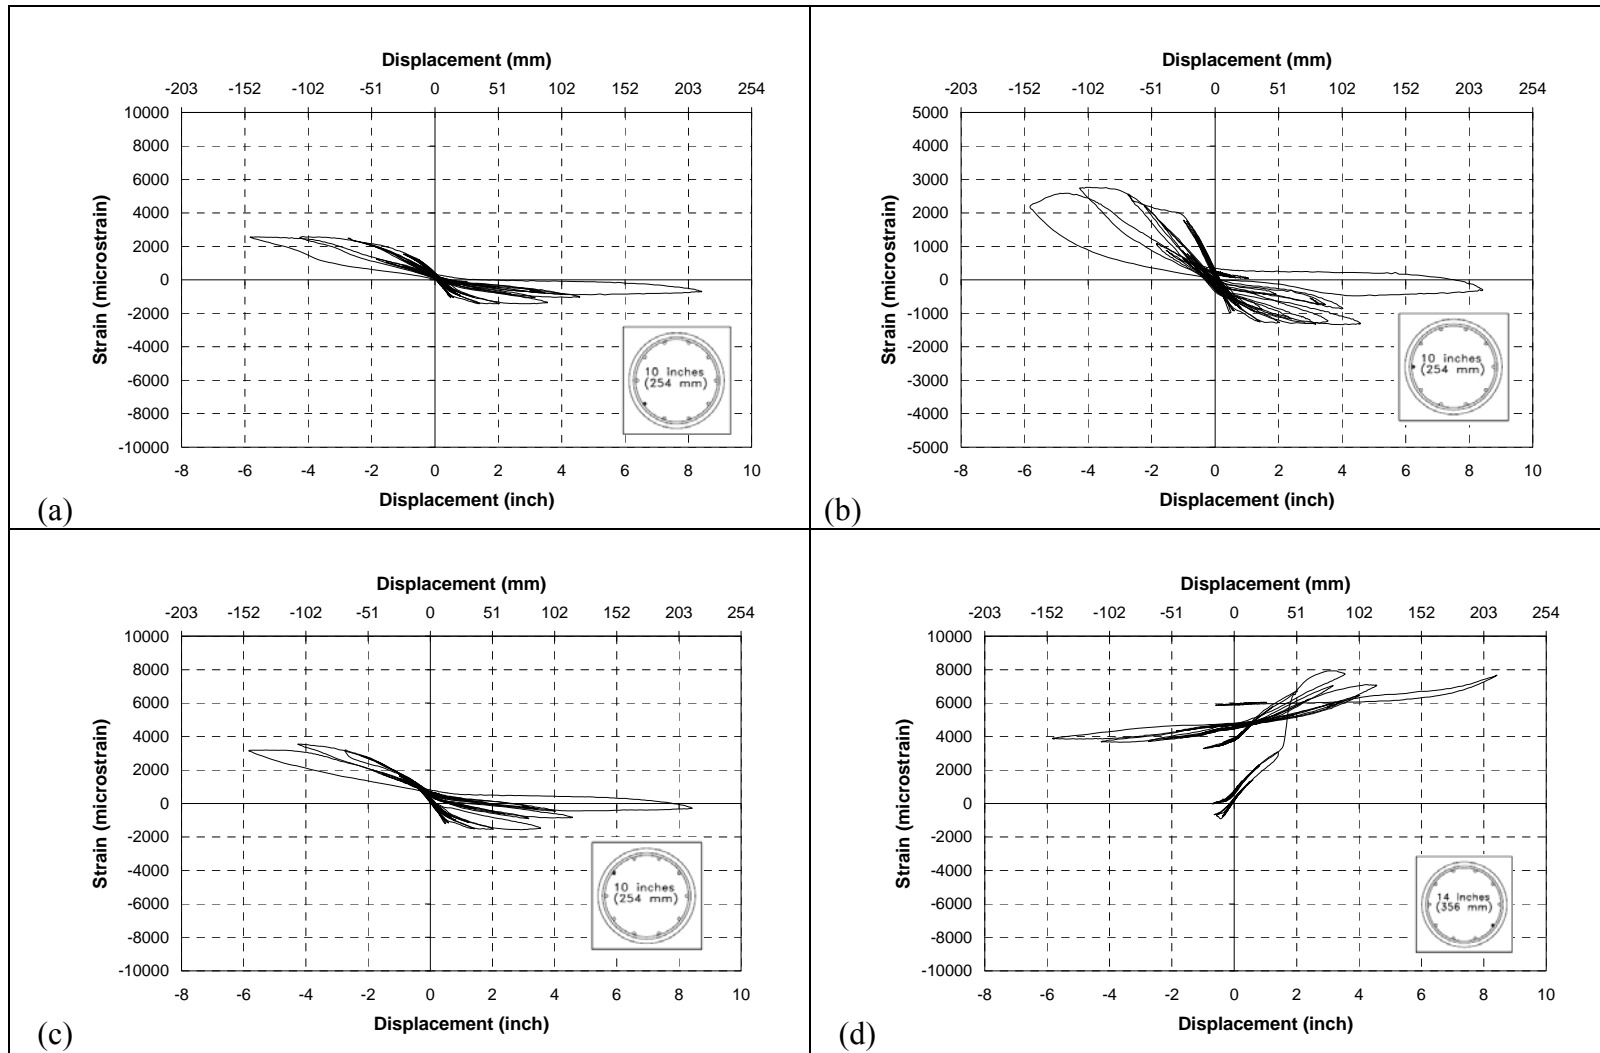 Displacement (mm)
-203 -152 -102 -51 0 51 102 152 203 254
10000
8000
6000
4000
2000
0
-2000
-4000
-6000
-8000
-10000
Strain (microstrain)
10 inches
(254 mm)
-8 -6 -4 -2 0 2 4 6 8 10
Displacement (inch)
(a)
Displacement (mm)
-203 -152 -102 -51 0 51 102 152 203 254
5000
4000
3000
2000
1000
0
-1000
-2000
-3000
-4000
-5000
Strain (microstrain)
10 inches
(254 mm)
-8 -6 -4 -2 0 2 4 6 8 10
Displacement (inch)
(b)
Displacement (mm)
-203 -152 -102 -51 0 51 102 152 203 254
10000
8000
6000
4000
2000
0
-2000
-4000
-6000
-8000
-10000
Strain (microstrain)
10 inches
(254 mm)
-8 -6 -4 -2 0 2 4 6 8 10
Displacement (inch)
(c)
Displacement (mm)
-203 -152 -102 -51 0 51 102 152 203 254
10000
8000
6000
4000
2000
0
-2000
-4000
-6000
-8000
-10000
Strain (microstrain)
14 inches
(356 mm)
-8 -6 -4 -2 0 2 4 6 8 10
Displacement (inch)
(d)